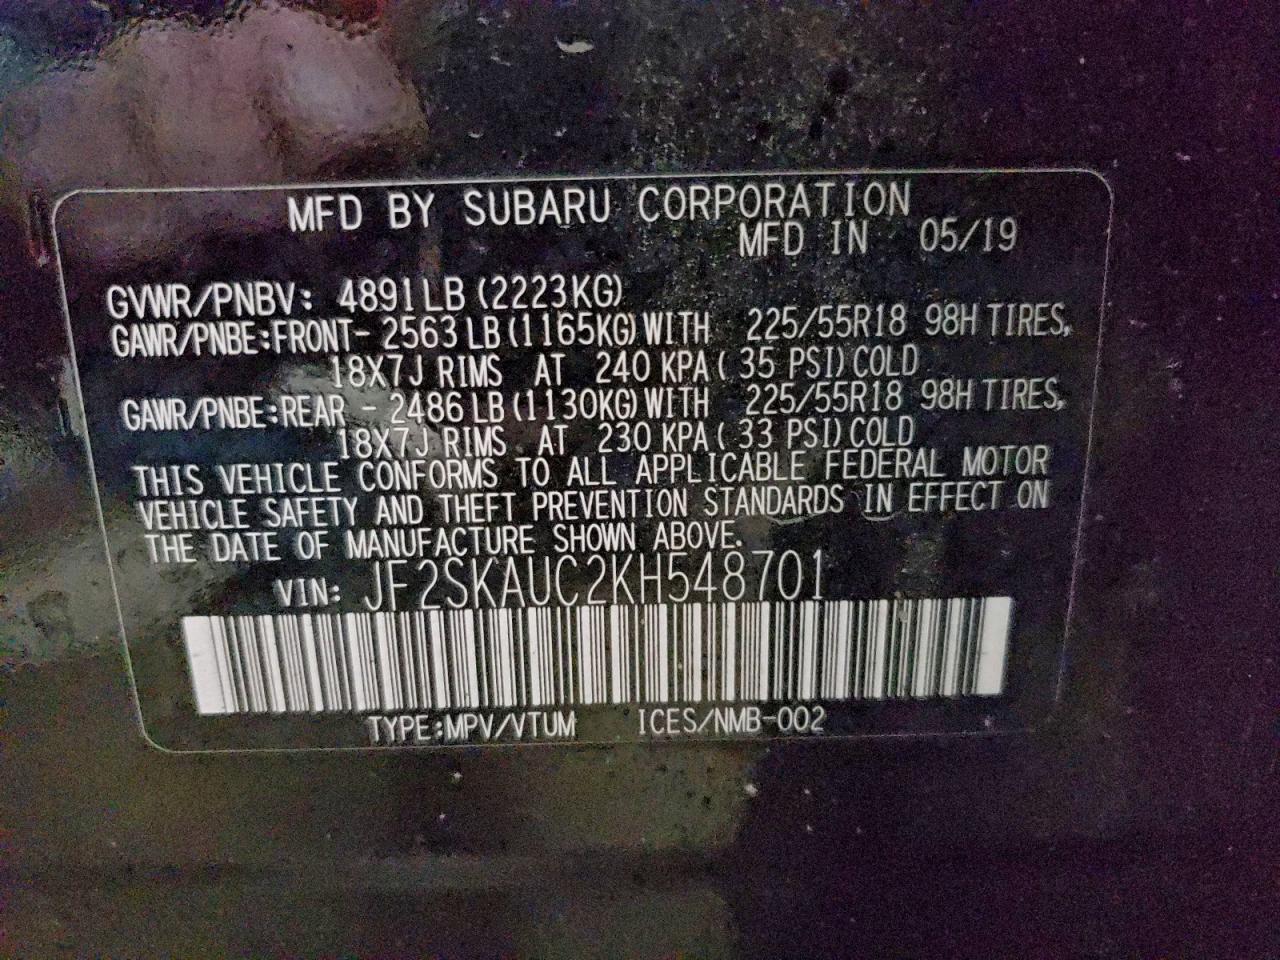 MFD BY SUBARU CORPORATION
MFD IN 05/19
GVWR/PNBV: 4891LB (2223KG)
GAWR/PNBE:FRONT- 2563 LB (1165KG) WITH 225/55R18 98H TIRES,
18X7J RIMS AT 240 KPA ( 35 PSI) COLD
GAWR/PNBE:REAR - 2486 LB (1130KG) WITH 225/55R18 98H TIRES,
18X7J RIMS AT 230 KPA ( 33 PSI) COLD
THIS VEHICLE CONFORMS TO ALL APPLICABLE FEDERAL MOTOR
VEHICLE SAFETY AND THEFT PREVENTION STANDARDS IN EFFECT ON
THE DATE OF MANUFACTURE SHOWN ABOVE.
VIN: JF2SKAUC2KH548701
TYPE:MPV/VTUM ICES/NMB-002